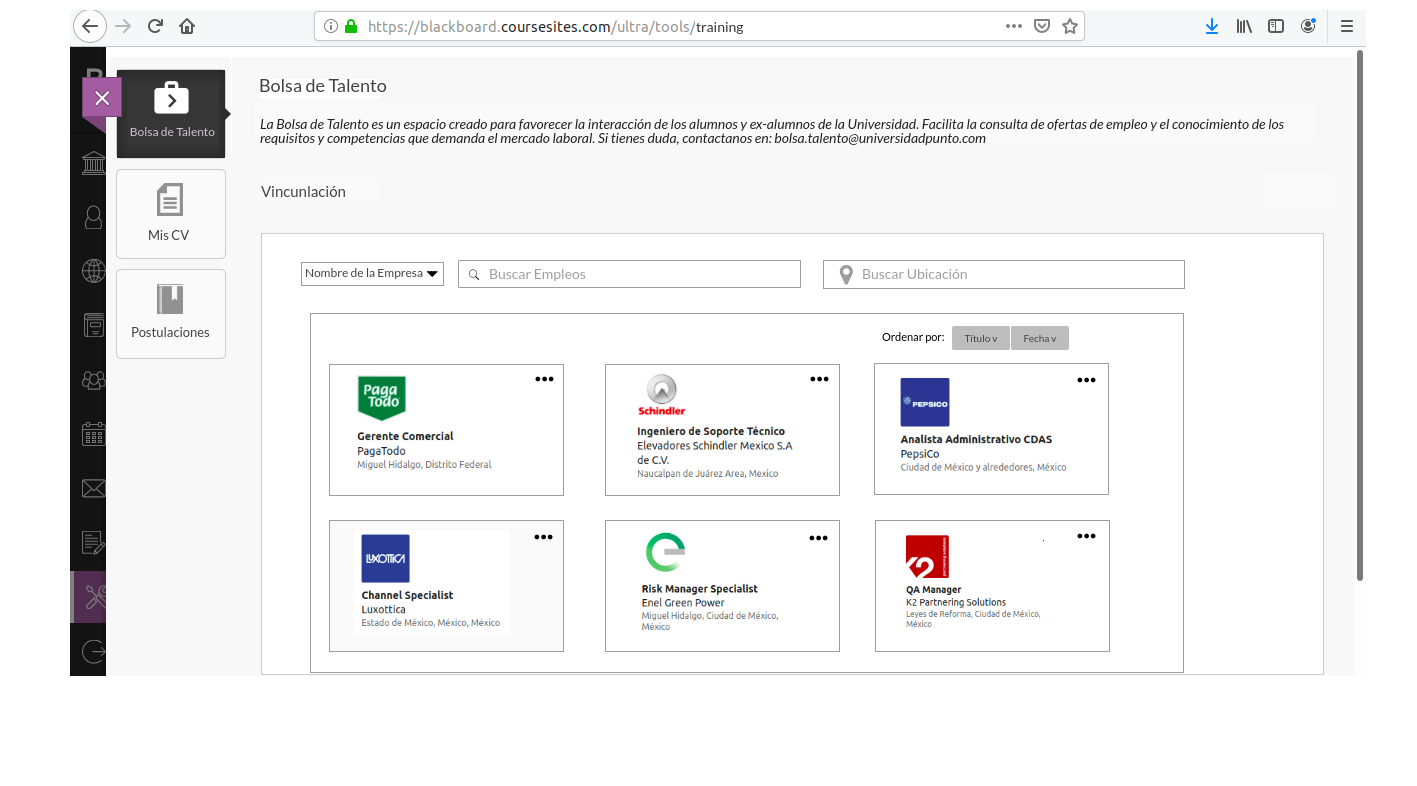 https://blackboard.coursesites.com/ultra/tools/training
Bolsa de Talento
Mis CV
Postulaciones
Bolsa de Talento
La Bolsa de Talento es un espacio creado para favorecer la interacción de los alumnos y ex-alumnos de la Universidad. Facilita la consulta de ofertas de empleo y el conocimiento de los
requisitos y competencias que demanda el mercado laboral. Si tienes duda, contactanos en: bolsa.talento@universidadpunto.com
Vincunlación
Nombre de la Empresa
Buscar Empleos
Buscar Ubicación
Ordenar por:
Título v
Fecha v
Paga
Todo
Gerente Comercial
PagaTodo
Miguel Hidalgo, Distrito Federal,
Schindler
Ingeniero de Soporte Técnico
Elevadores Schindler Mexico S.A
de C.V.
Naucalpan de Juárez Area, Mexico
PEPSICO
Analista Administrativo CDAS
PepsiCo
Ciudad de México y alrededores, México
LUXOTTICA
Channel Specialist
Luxottica
Estado de México, México, México
Risk Manager Specialist
Enel Green Power
Miguel Hidalgo, Ciudad de México,
México
K2
QA Manager
K2 Partnering Solutions
Leyes de Reforma, Ciudad de México,
México